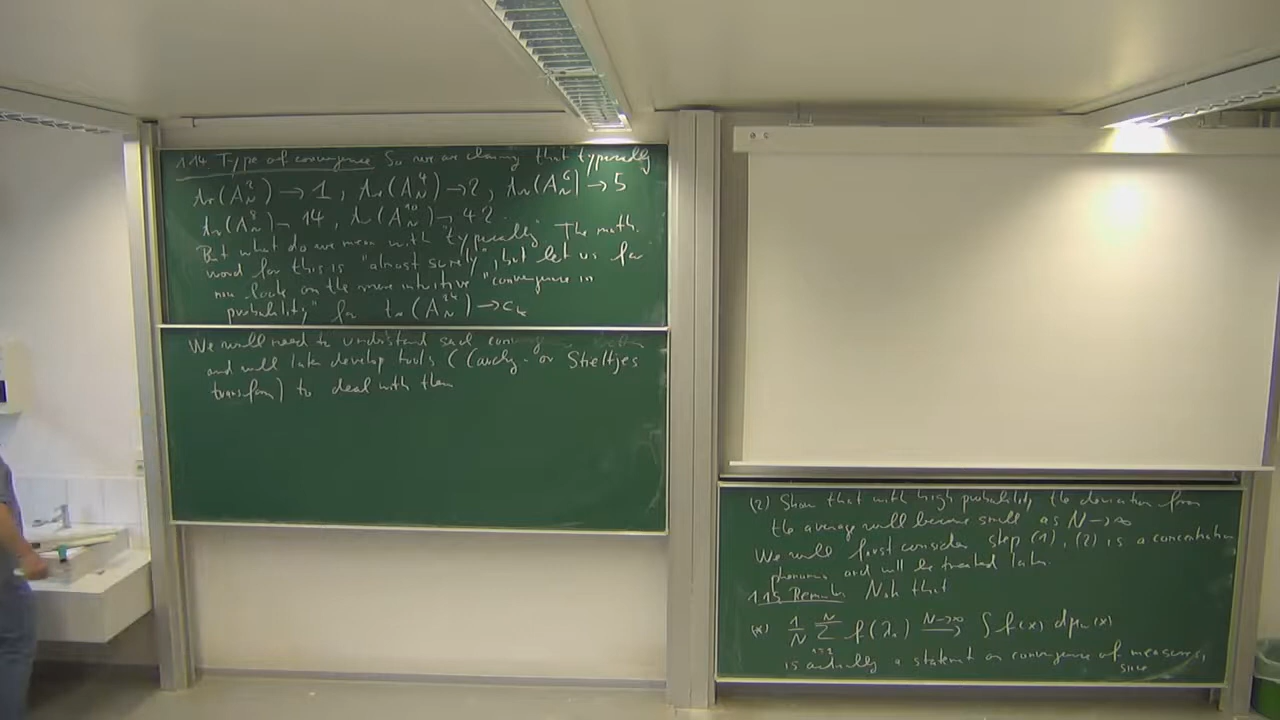 1.14. Type of convergence So we are claiming that typically
tr(A_N^2) → 1, tr(A_N^4) → 2, tr(A_N^6) → 5
tr(A_N^8) → 14, tr(A_N^10) → 42.
But what do we mean with "typically". The math.
word for this is "almost surely", but let us for
now look on the more intuitive "convergence in
probability" for tr(A_N^2k) → c_k
We will need to understand such
and will later develop tools (Cauchy- or Stieltjes
transform) to deal with them
(2) Show that with high probability the deviation from
the average will become small as N→∞
We will first consider step (1), (2) is a concentration
phenomena and will be treated later.
1.15 Remark Note that
(*) 1/N Σ_{i=1}^N f(λ_i) →^{N→∞} ∫ f(x) dμ_W(x)
is actually a statement on convergence of measures,
since